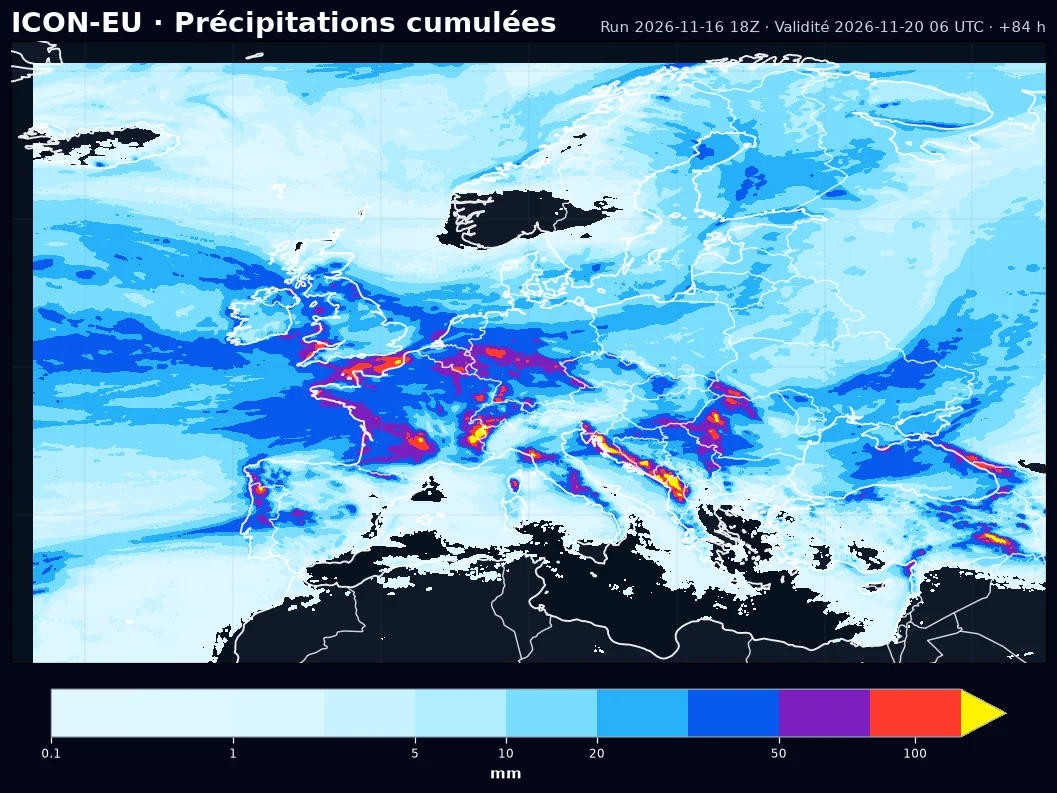 ICON-EU · Précipitations cumulées
Run 2026-11-16 18Z · Validité 2026-11-20 06 UTC · +84 h
0.1 1 5 10 20 50 100
mm